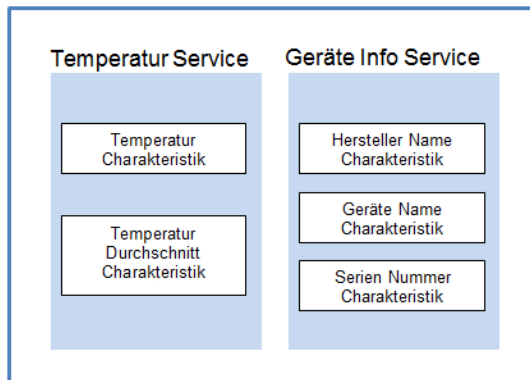 Temperatur Service
Temperatur
Charakteristik
Temperatur
Durchschnitt
Charakteristik
Geräte Info Service
Hersteller Name
Charakteristik
Geräte Name
Charakteristik
Serien Nummer
Charakteristik